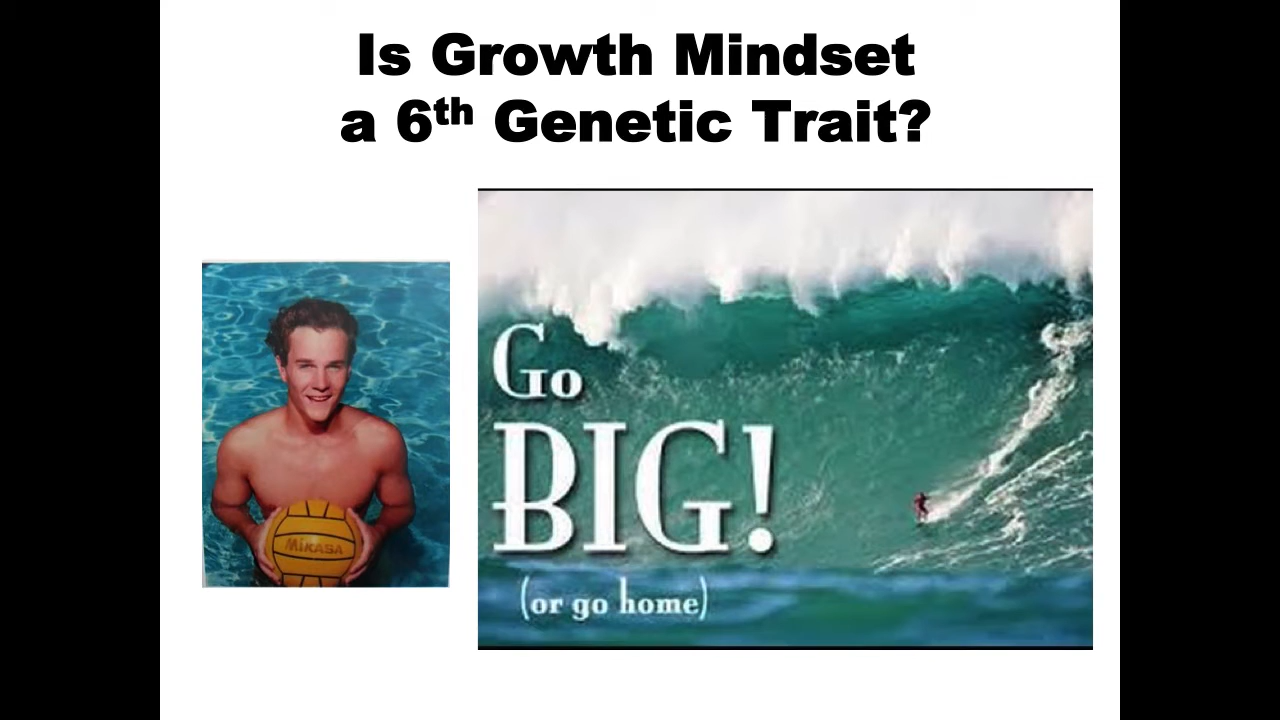 Is Growth Mindset
a 6th Genetic Trait?
Go
BIG!
(or go home)
MIKASA